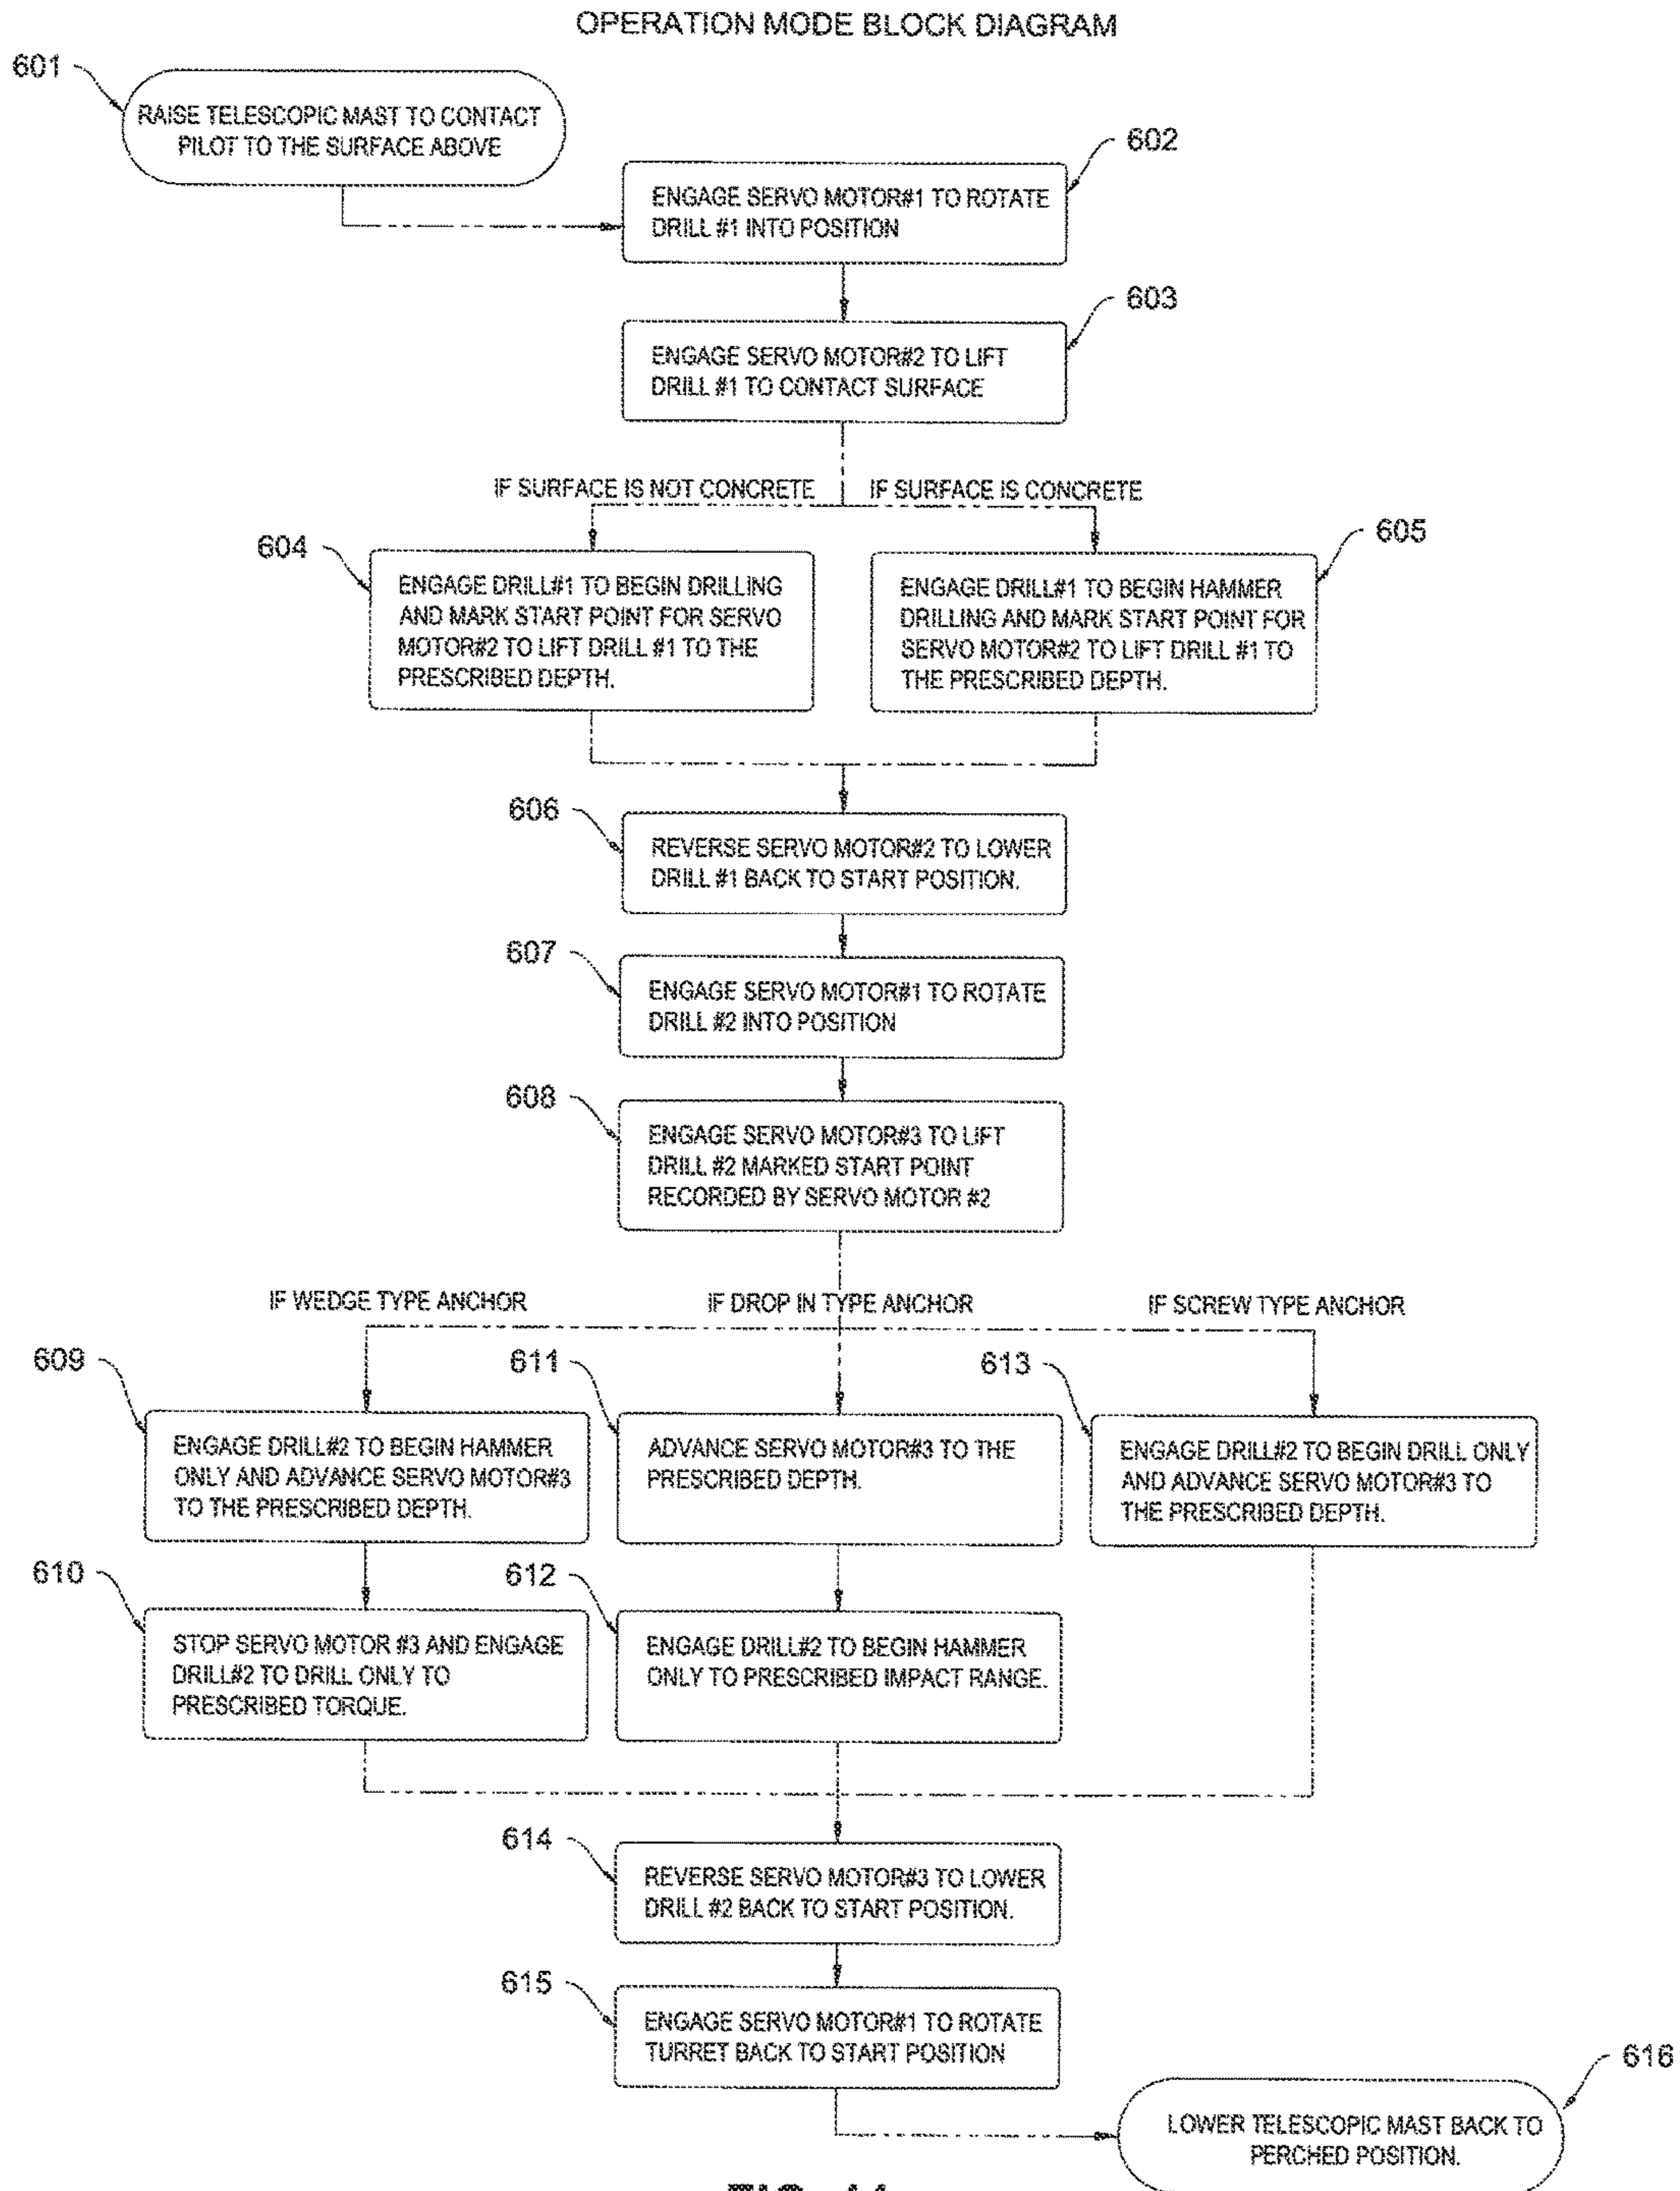 OPERATION MODE BLOCK DIAGRAM
601
RAISE TELESCOPIC MAST TO CONTACT
PILOT TO THE SURFACE ABOVE
602
ENGAGE SERVO MOTOR#1 TO ROTATE
DRILL #1 INTO POSITION
603
ENGAGE SERVO MOTOR#2 TO LIFT
DRILL #1 TO CONTACT SURFACE
IF SURFACE IS NOT CONCRETE
IF SURFACE IS CONCRETE
604
ENGAGE DRILL#1 TO BEGIN DRILLING
AND MARK START POINT FOR SERVO
MOTOR#2 TO LIFT DRILL #1 TO THE
PRESCRIBED DEPTH.
605
ENGAGE DRILL#1 TO BEGIN HAMMER
DRILLING AND MARK START POINT FOR
SERVO MOTOR#2 TO LIFT DRILL #1 TO
THE PRESCRIBED DEPTH.
606
REVERSE SERVO MOTOR#2 TO LOWER
DRILL #1 BACK TO START POSITION.
607
ENGAGE SERVO MOTOR#1 TO ROTATE
DRILL #2 INTO POSITION
608
ENGAGE SERVO MOTOR#3 TO LIFT
DRILL #2 MARKED START POINT
RECORDED BY SERVO MOTOR #2
IF WEDGE TYPE ANCHOR
IF DROP IN TYPE ANCHOR
IF SCREW TYPE ANCHOR
609
ENGAGE DRILL#2 TO BEGIN HAMMER
ONLY AND ADVANCE SERVO MOTOR#3
TO THE PRESCRIBED DEPTH.
611
ADVANCE SERVO MOTOR#3 TO THE
PRESCRIBED DEPTH.
613
ENGAGE DRILL#2 TO BEGIN DRILL ONLY
AND ADVANCE SERVO MOTOR#3 TO
THE PRESCRIBED DEPTH.
610
STOP SERVO MOTOR #3 AND ENGAGE
DRILL#2 TO DRILL ONLY TO
PRESCRIBED TORQUE.
612
ENGAGE DRILL#2 TO BEGIN HAMMER
ONLY TO PRESCRIBED IMPACT RANGE.
614
REVERSE SERVO MOTOR#3 TO LOWER
DRILL #2 BACK TO START POSITION.
615
ENGAGE SERVO MOTOR#1 TO ROTATE
TURRET BACK TO START POSITION
616
LOWER TELESCOPIC MAST BACK TO
PERCHED POSITION.